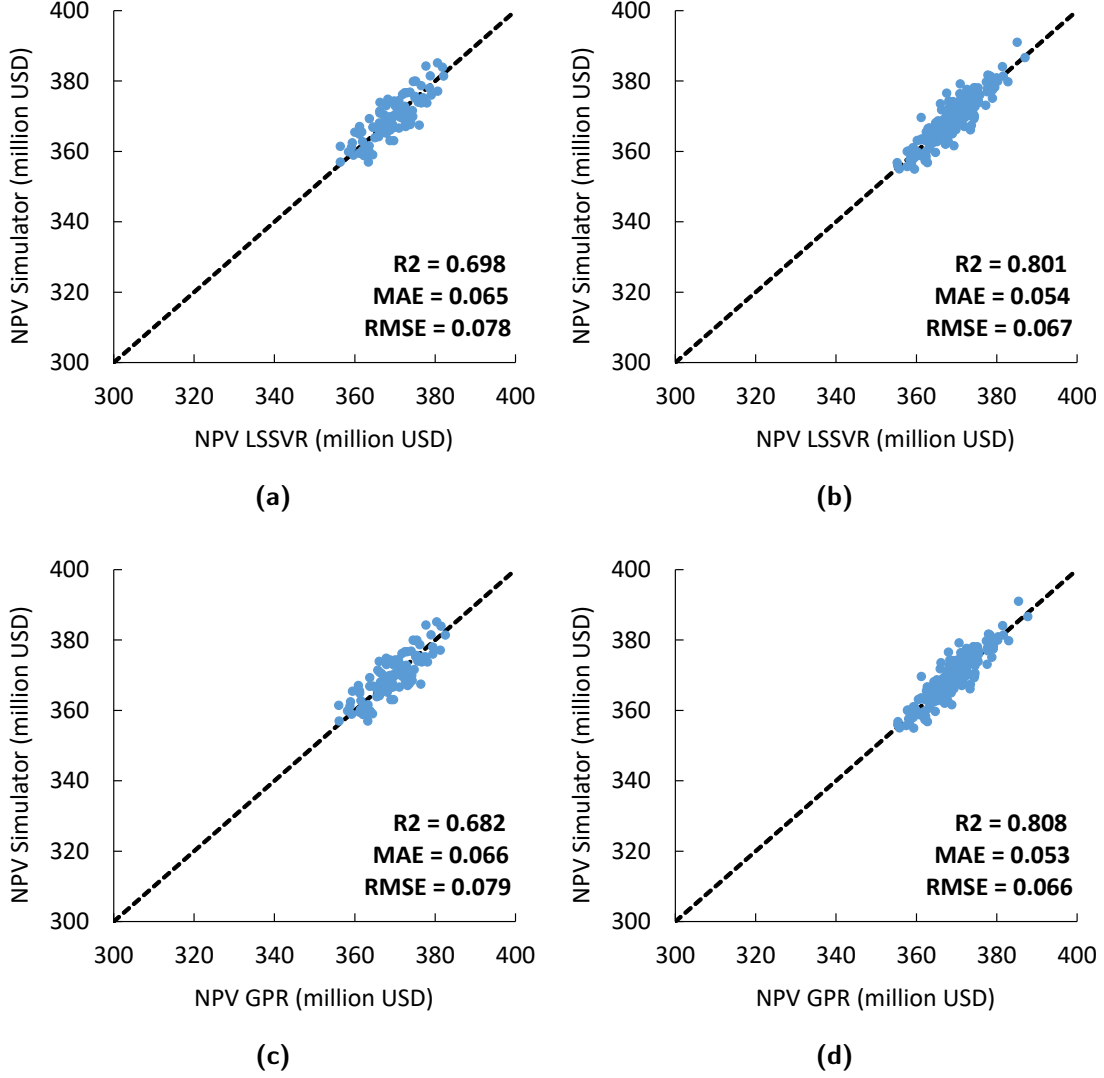 400
380
360
340
320
300
NPV Simulator (million USD)
R2 = 0.698
MAE = 0.065
RMSE = 0.078
300 320 340 360 380 400
NPV LSSVR (million USD)
(a)
400
380
360
340
320
300
NPV Simulator (million USD)
R2 = 0.801
MAE = 0.054
RMSE = 0.067
300 320 340 360 380 400
NPV LSSVR (million USD)
(b)
400
380
360
340
320
300
NPV Simulator (million USD)
R2 = 0.682
MAE = 0.066
RMSE = 0.079
300 320 340 360 380 400
NPV GPR (million USD)
(c)
400
380
360
340
320
300
NPV Simulator (million USD)
R2 = 0.808
MAE = 0.053
RMSE = 0.066
300 320 340 360 380 400
NPV GPR (million USD)
(d)